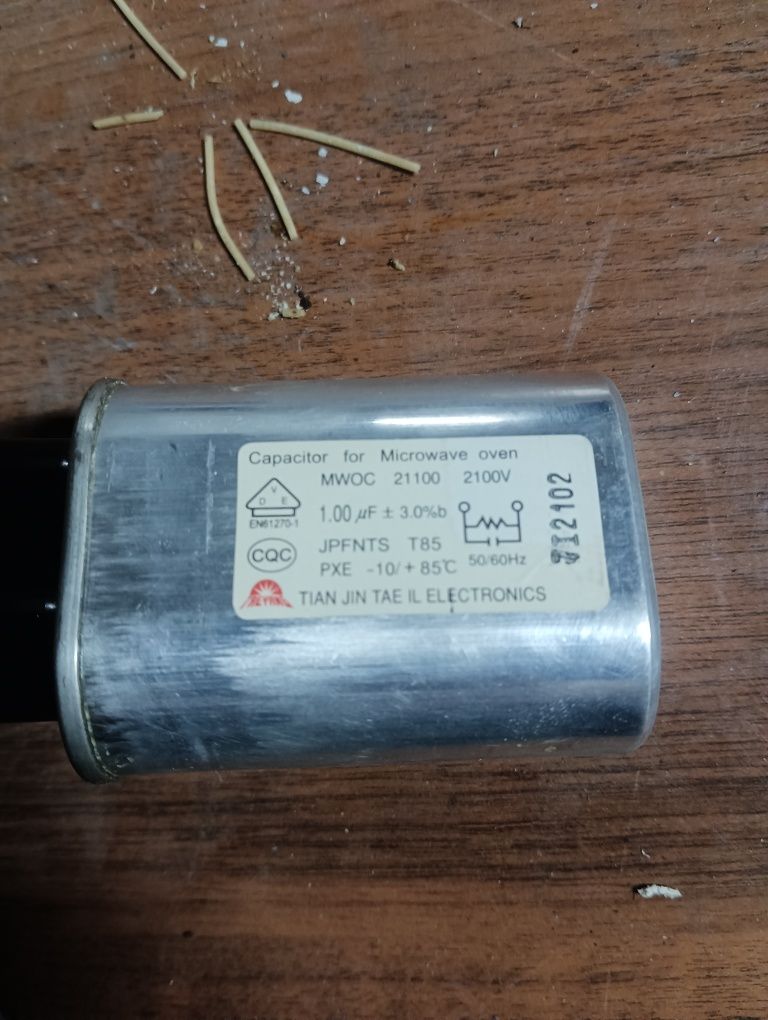 Capacitor for Microwave oven
MWOC 21100 2100V
V
D E
EN61270-1
1.00 µF ± 3.0%b
CQC
JPFNTS T85
50/60Hz
PXE -10/+85℃
TIAN JIN TAE IL ELECTRONICS
2102